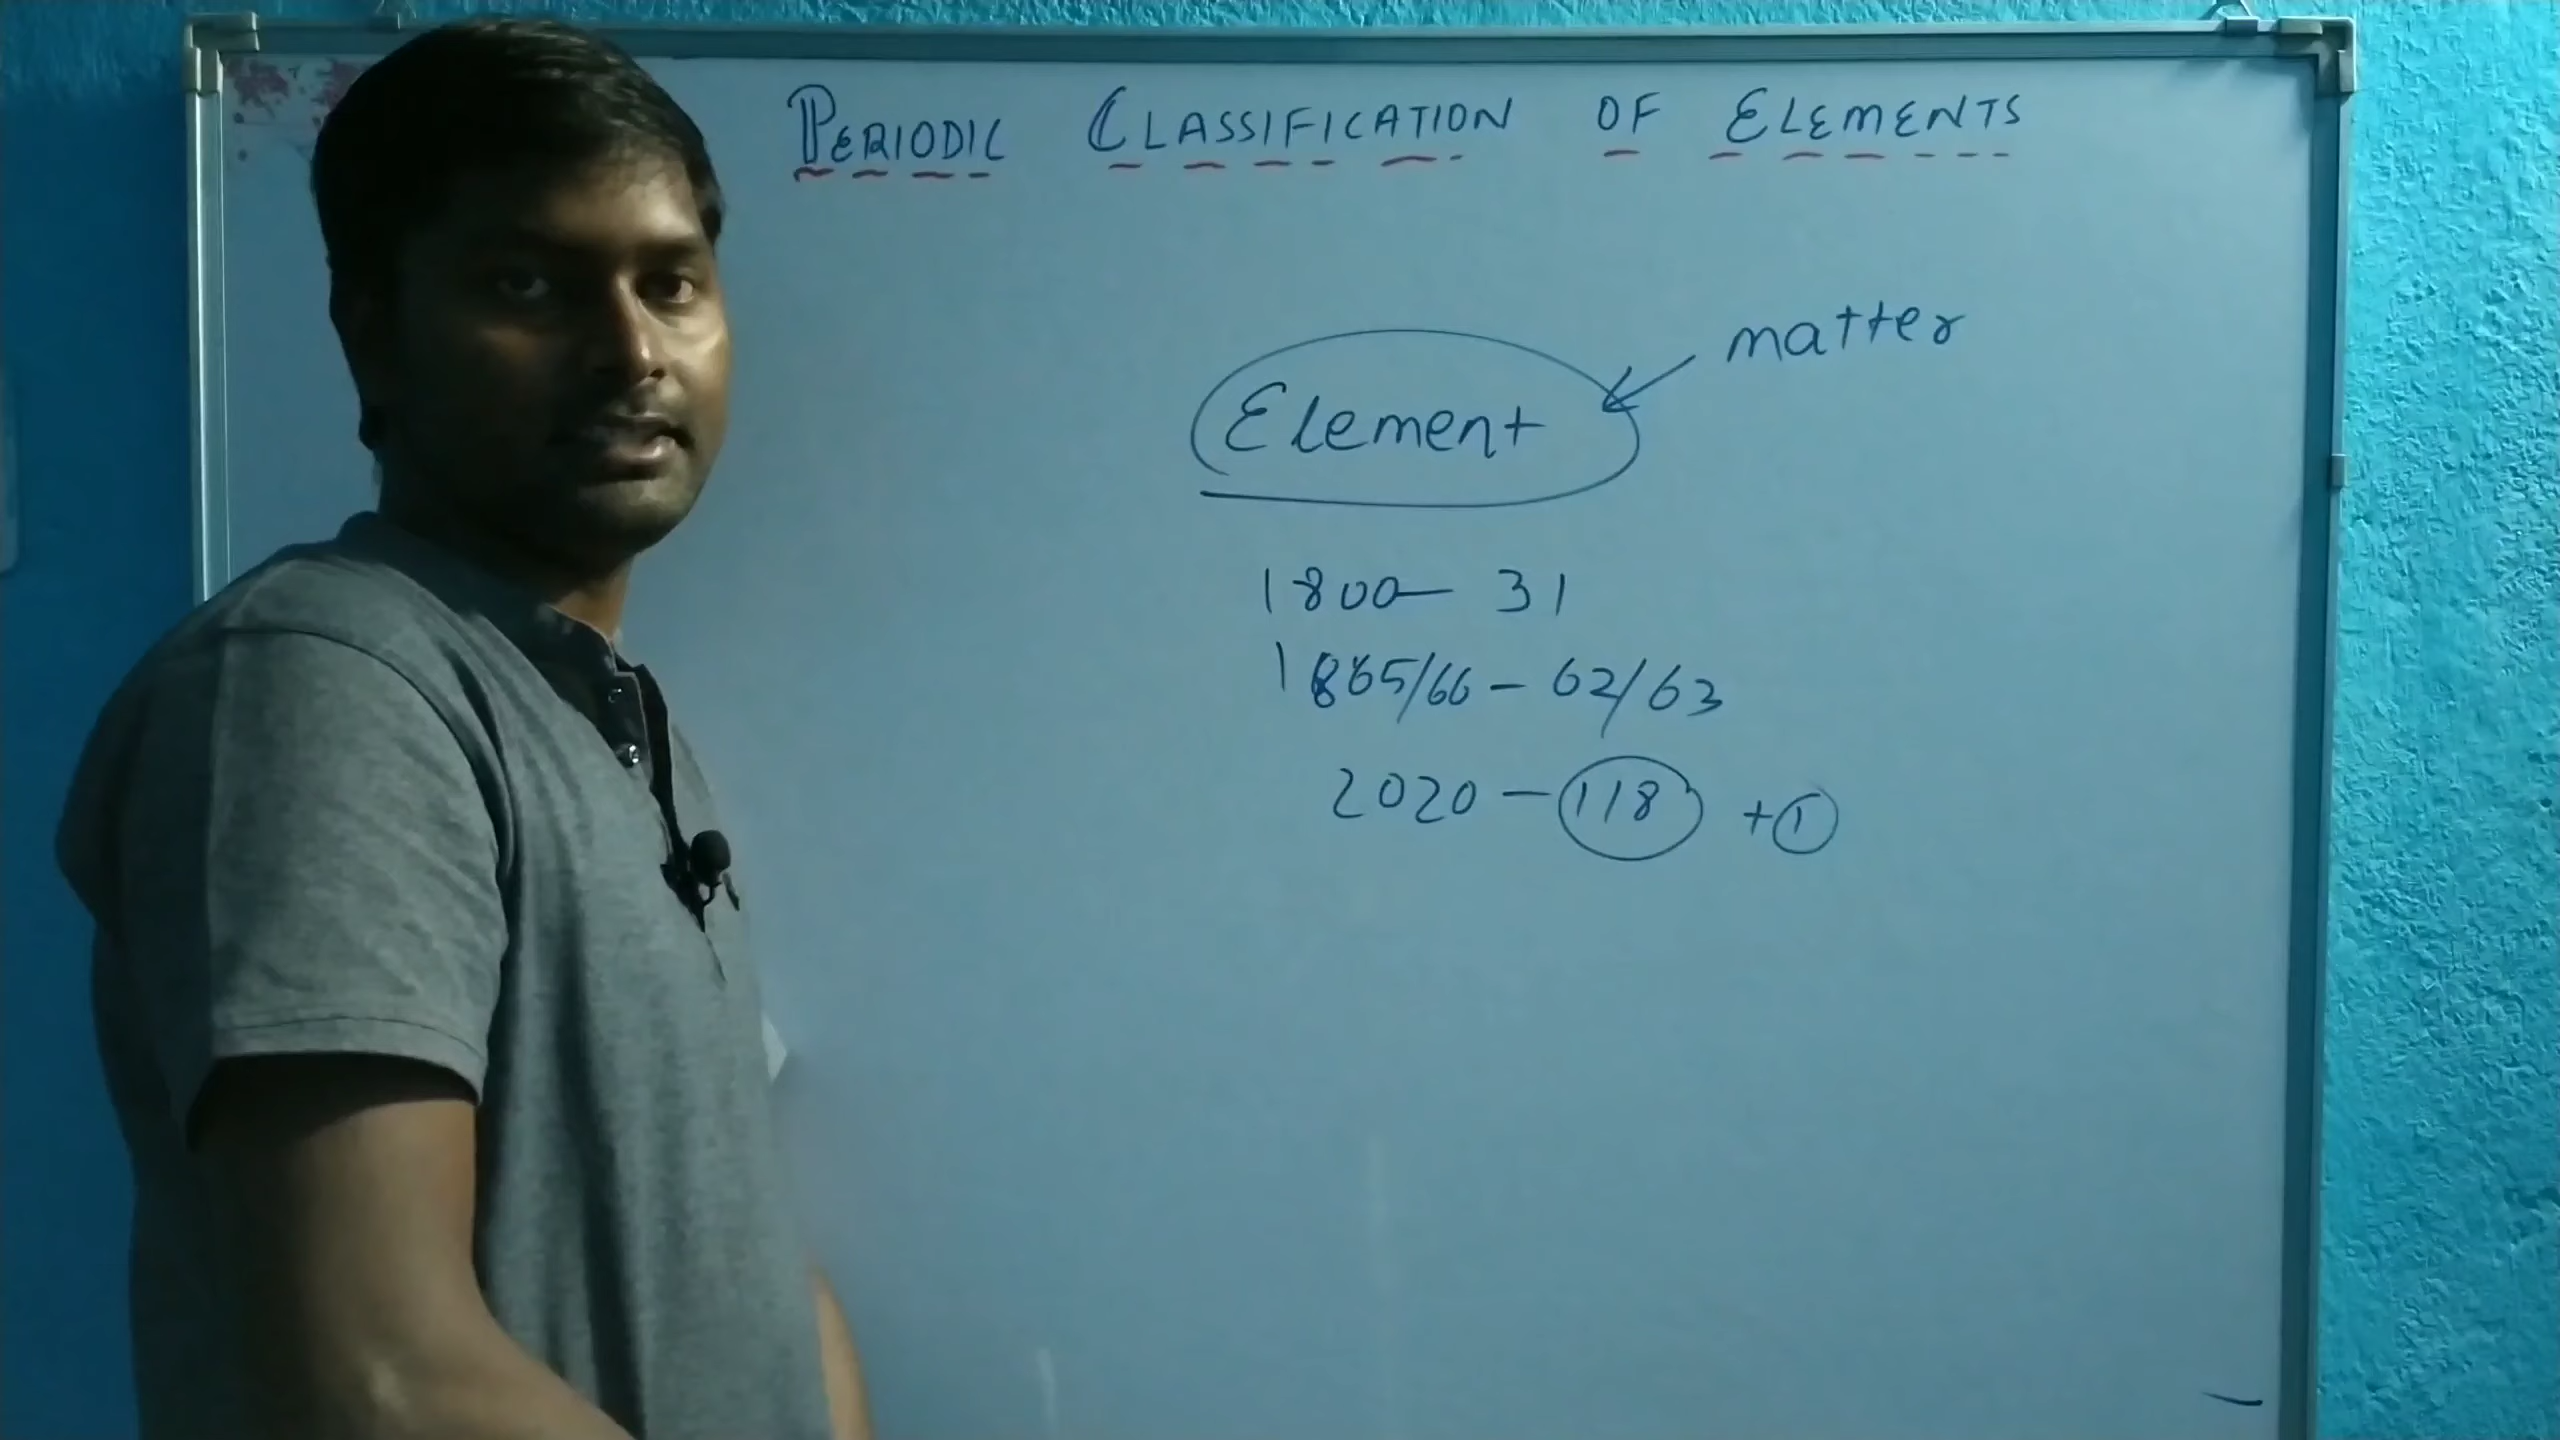 PERIODIC CLASSIFICATION OF ELEMENTS
matter
Element
1800 - 31
1865/66 - 62/63
2020 - 118 + 1